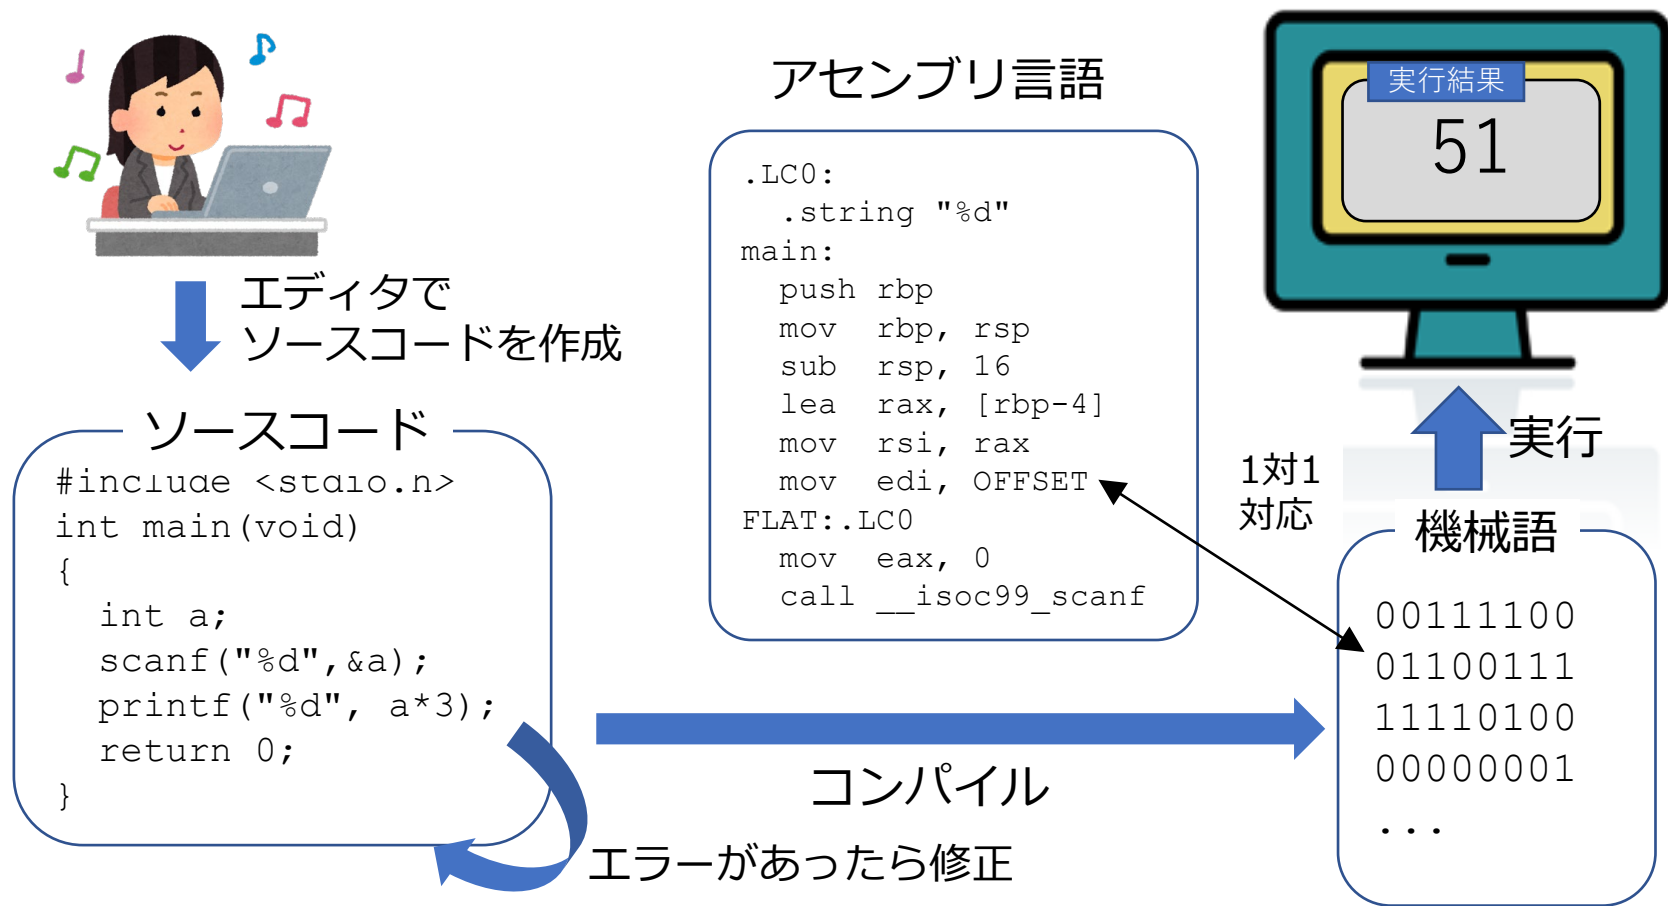 エディタで
ソースコードを作成
ソースコード
#include <stdio.h>
int main(void)
{
int a;
scanf("%d",&a);
printf("%d", a*3);
return 0;
}
エラーがあったら修正
コンパイル
アセンブリ言語
.LC0:
.string "%d"
main:
push rbp
mov rbp, rsp
sub rsp, 16
lea rax, [rbp-4]
mov rsi, rax
mov edi, OFFSET
FLAT:.LC0
mov eax, 0
call __isoc99_scanf
1対1
対応
機械語
00111100
01100111
11110100
00000001
...
実行
実行結果
51